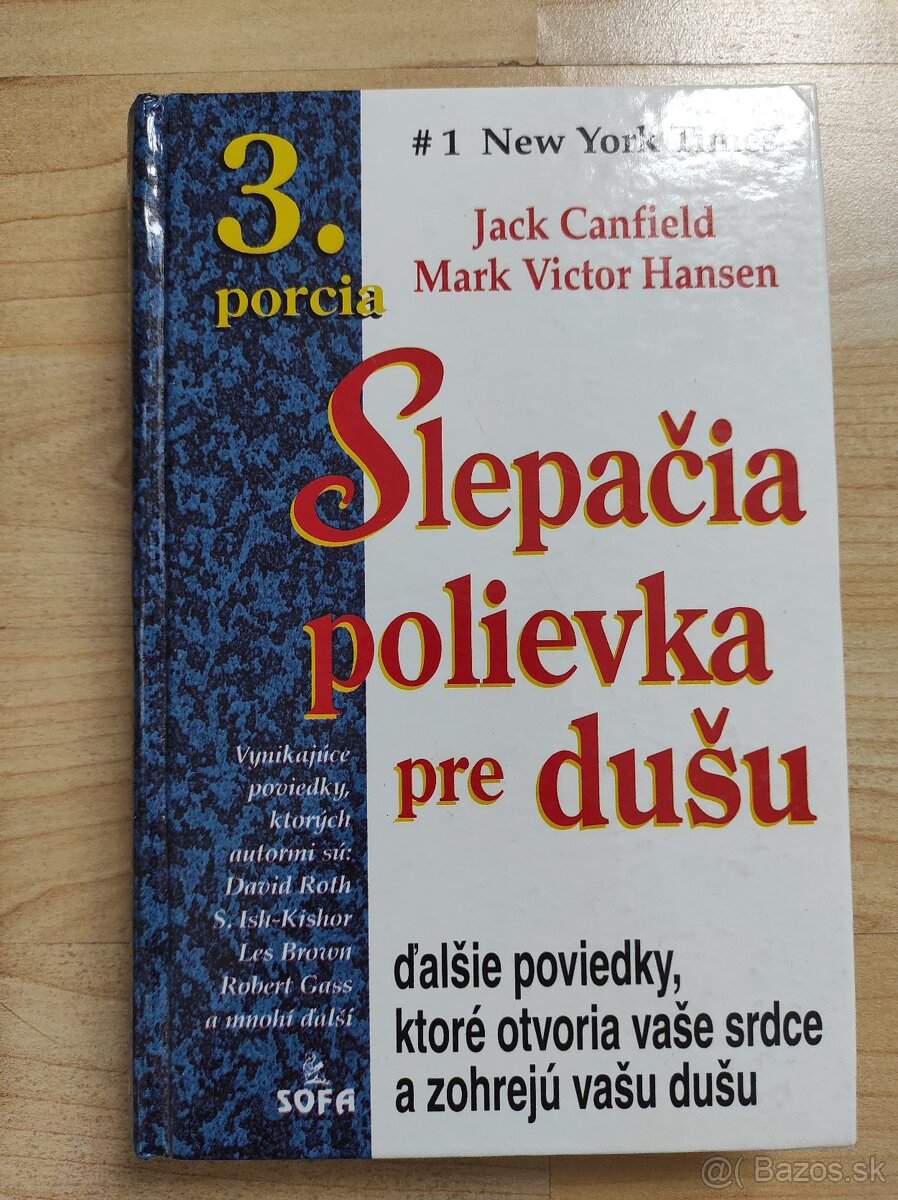 3.
porcia
# 1 New York Times
Jack Canfield
Mark Victor Hansen
Slepačia
polievka
pre dušu
Vynikajúce
poviedky,
ktorých
autormi sú:
David Roth
S. Ish-Kishor
Les Brown
Robert Gass
a mnohí ďalší
SOFA
ďalšie poviedky,
ktoré otvoria vaše srdce
a zohrejú vašu dušu
@( Bazos.sk